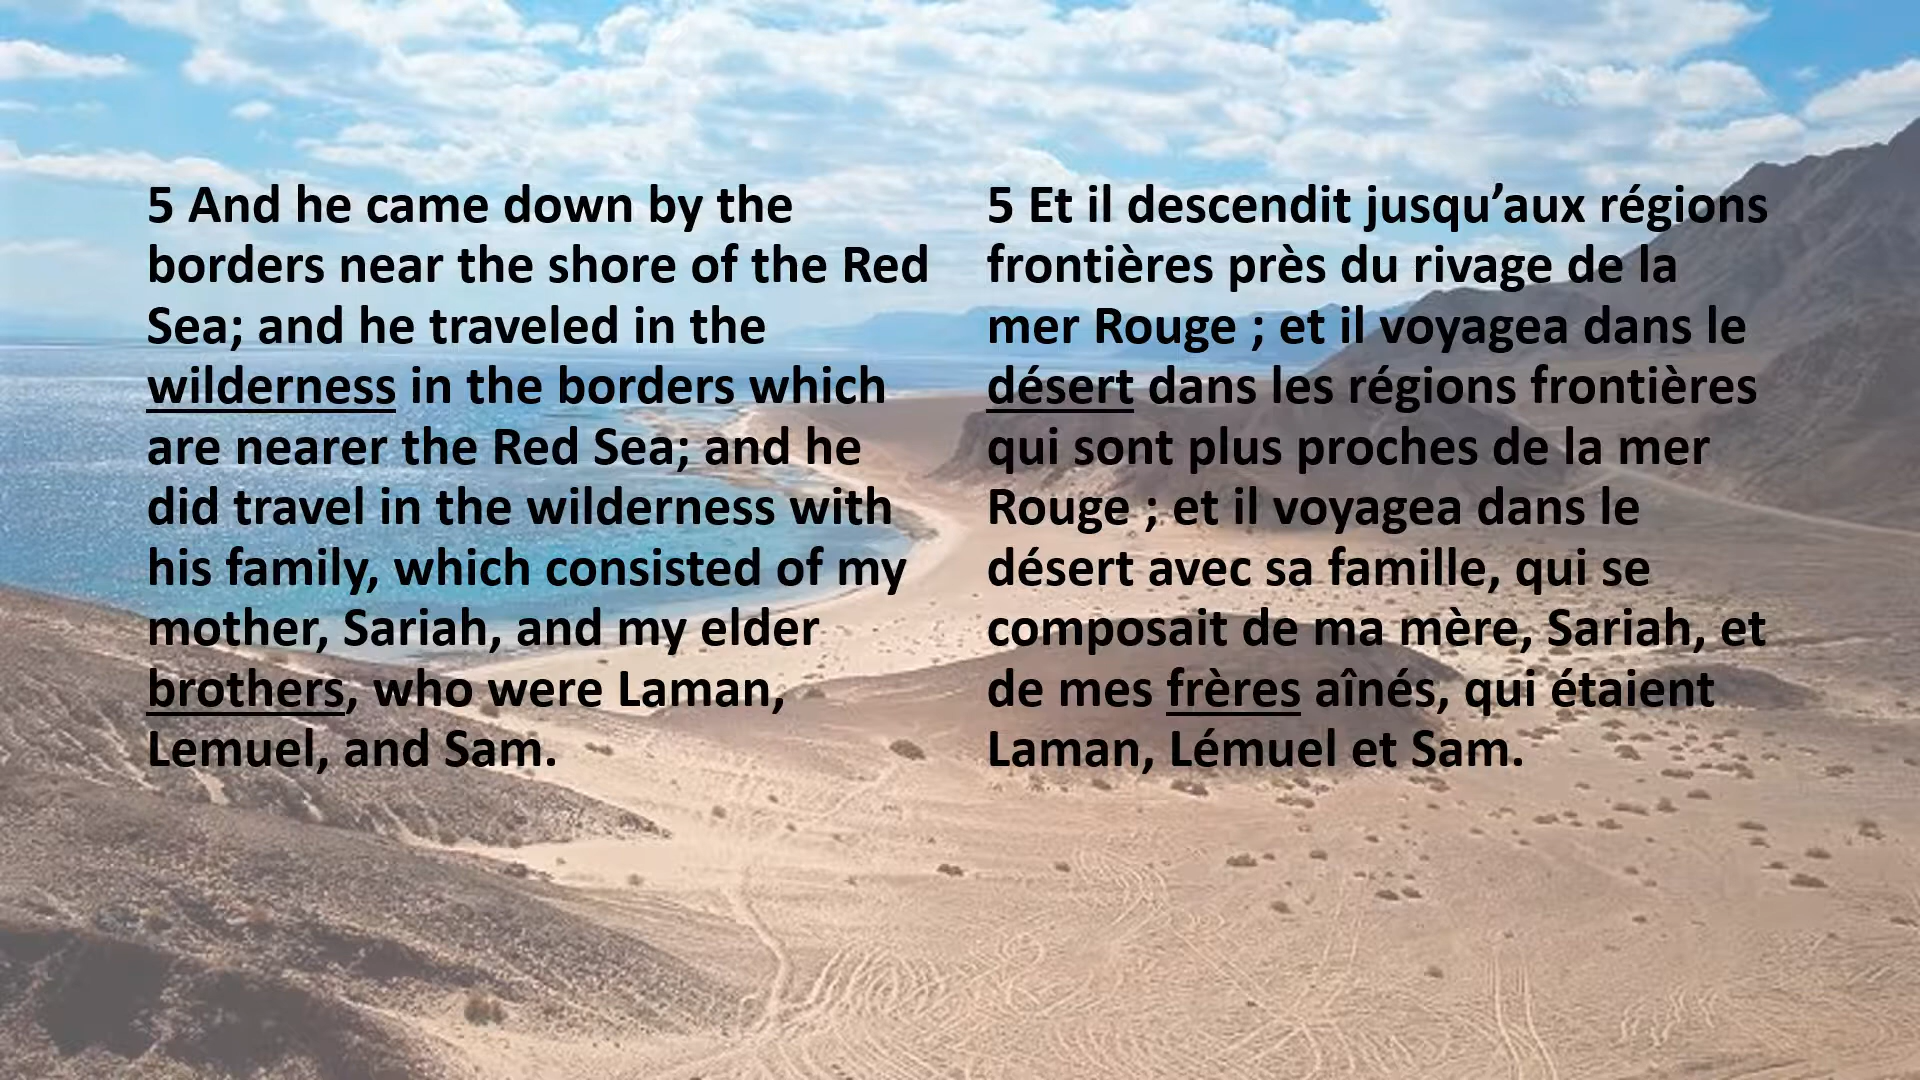 5 And he came down by the
borders near the shore of the Red
Sea; and he traveled in the
wilderness in the borders which
are nearer the Red Sea; and he
did travel in the wilderness with
his family, which consisted of my
mother, Sariah, and my elder
brothers, who were Laman,
Lemuel, and Sam.
5 Et il descendit jusqu’aux régions
frontières près du rivage de la
mer Rouge ; et il voyagea dans le
désert dans les régions frontières
qui sont plus proches de la mer
Rouge ; et il voyagea dans le
désert avec sa famille, qui se
composait de ma mère, Sariah, et
de mes frères aînés, qui étaient
Laman, Lémuel et Sam.